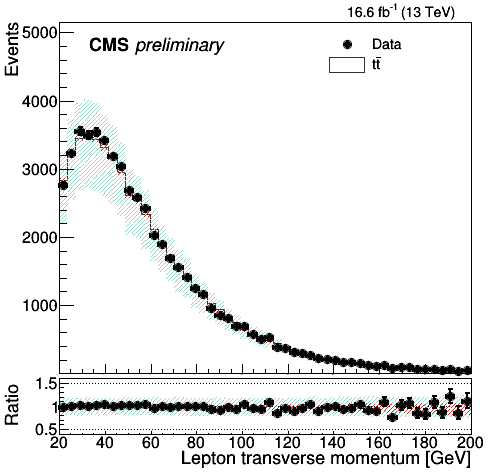 16.6 fb⁻¹ (13 TeV)
CMS preliminary
Data
tt̄
Events
5000
4000
3000
2000
1000
Ratio
1.5
1
0.5
20 40 60 80 100 120 140 160 180 200
Lepton transverse momentum [GeV]